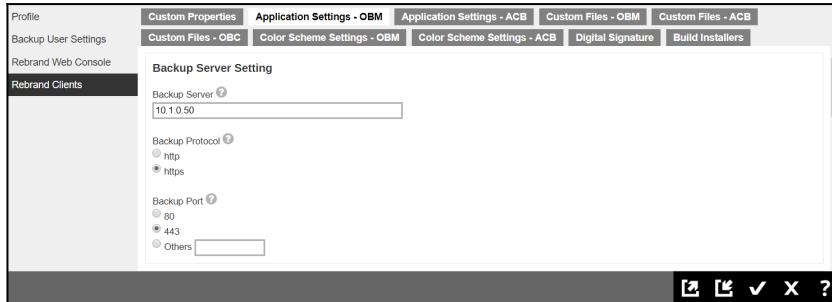 Profile
Backup User Settings
Rebrand Web Console
Rebrand Clients
Custom Properties Application Settings - OBM Application Settings - ACB Custom Files - OBM Custom Files - ACB
Custom Files - OBC Color Scheme Settings - OBM Color Scheme Settings - ACB Digital Signature Build Installers
Backup Server Setting
Backup Server ?
10.1.0.50
Backup Protocol ?
http
https
Backup Port ?
80
443
Others
?